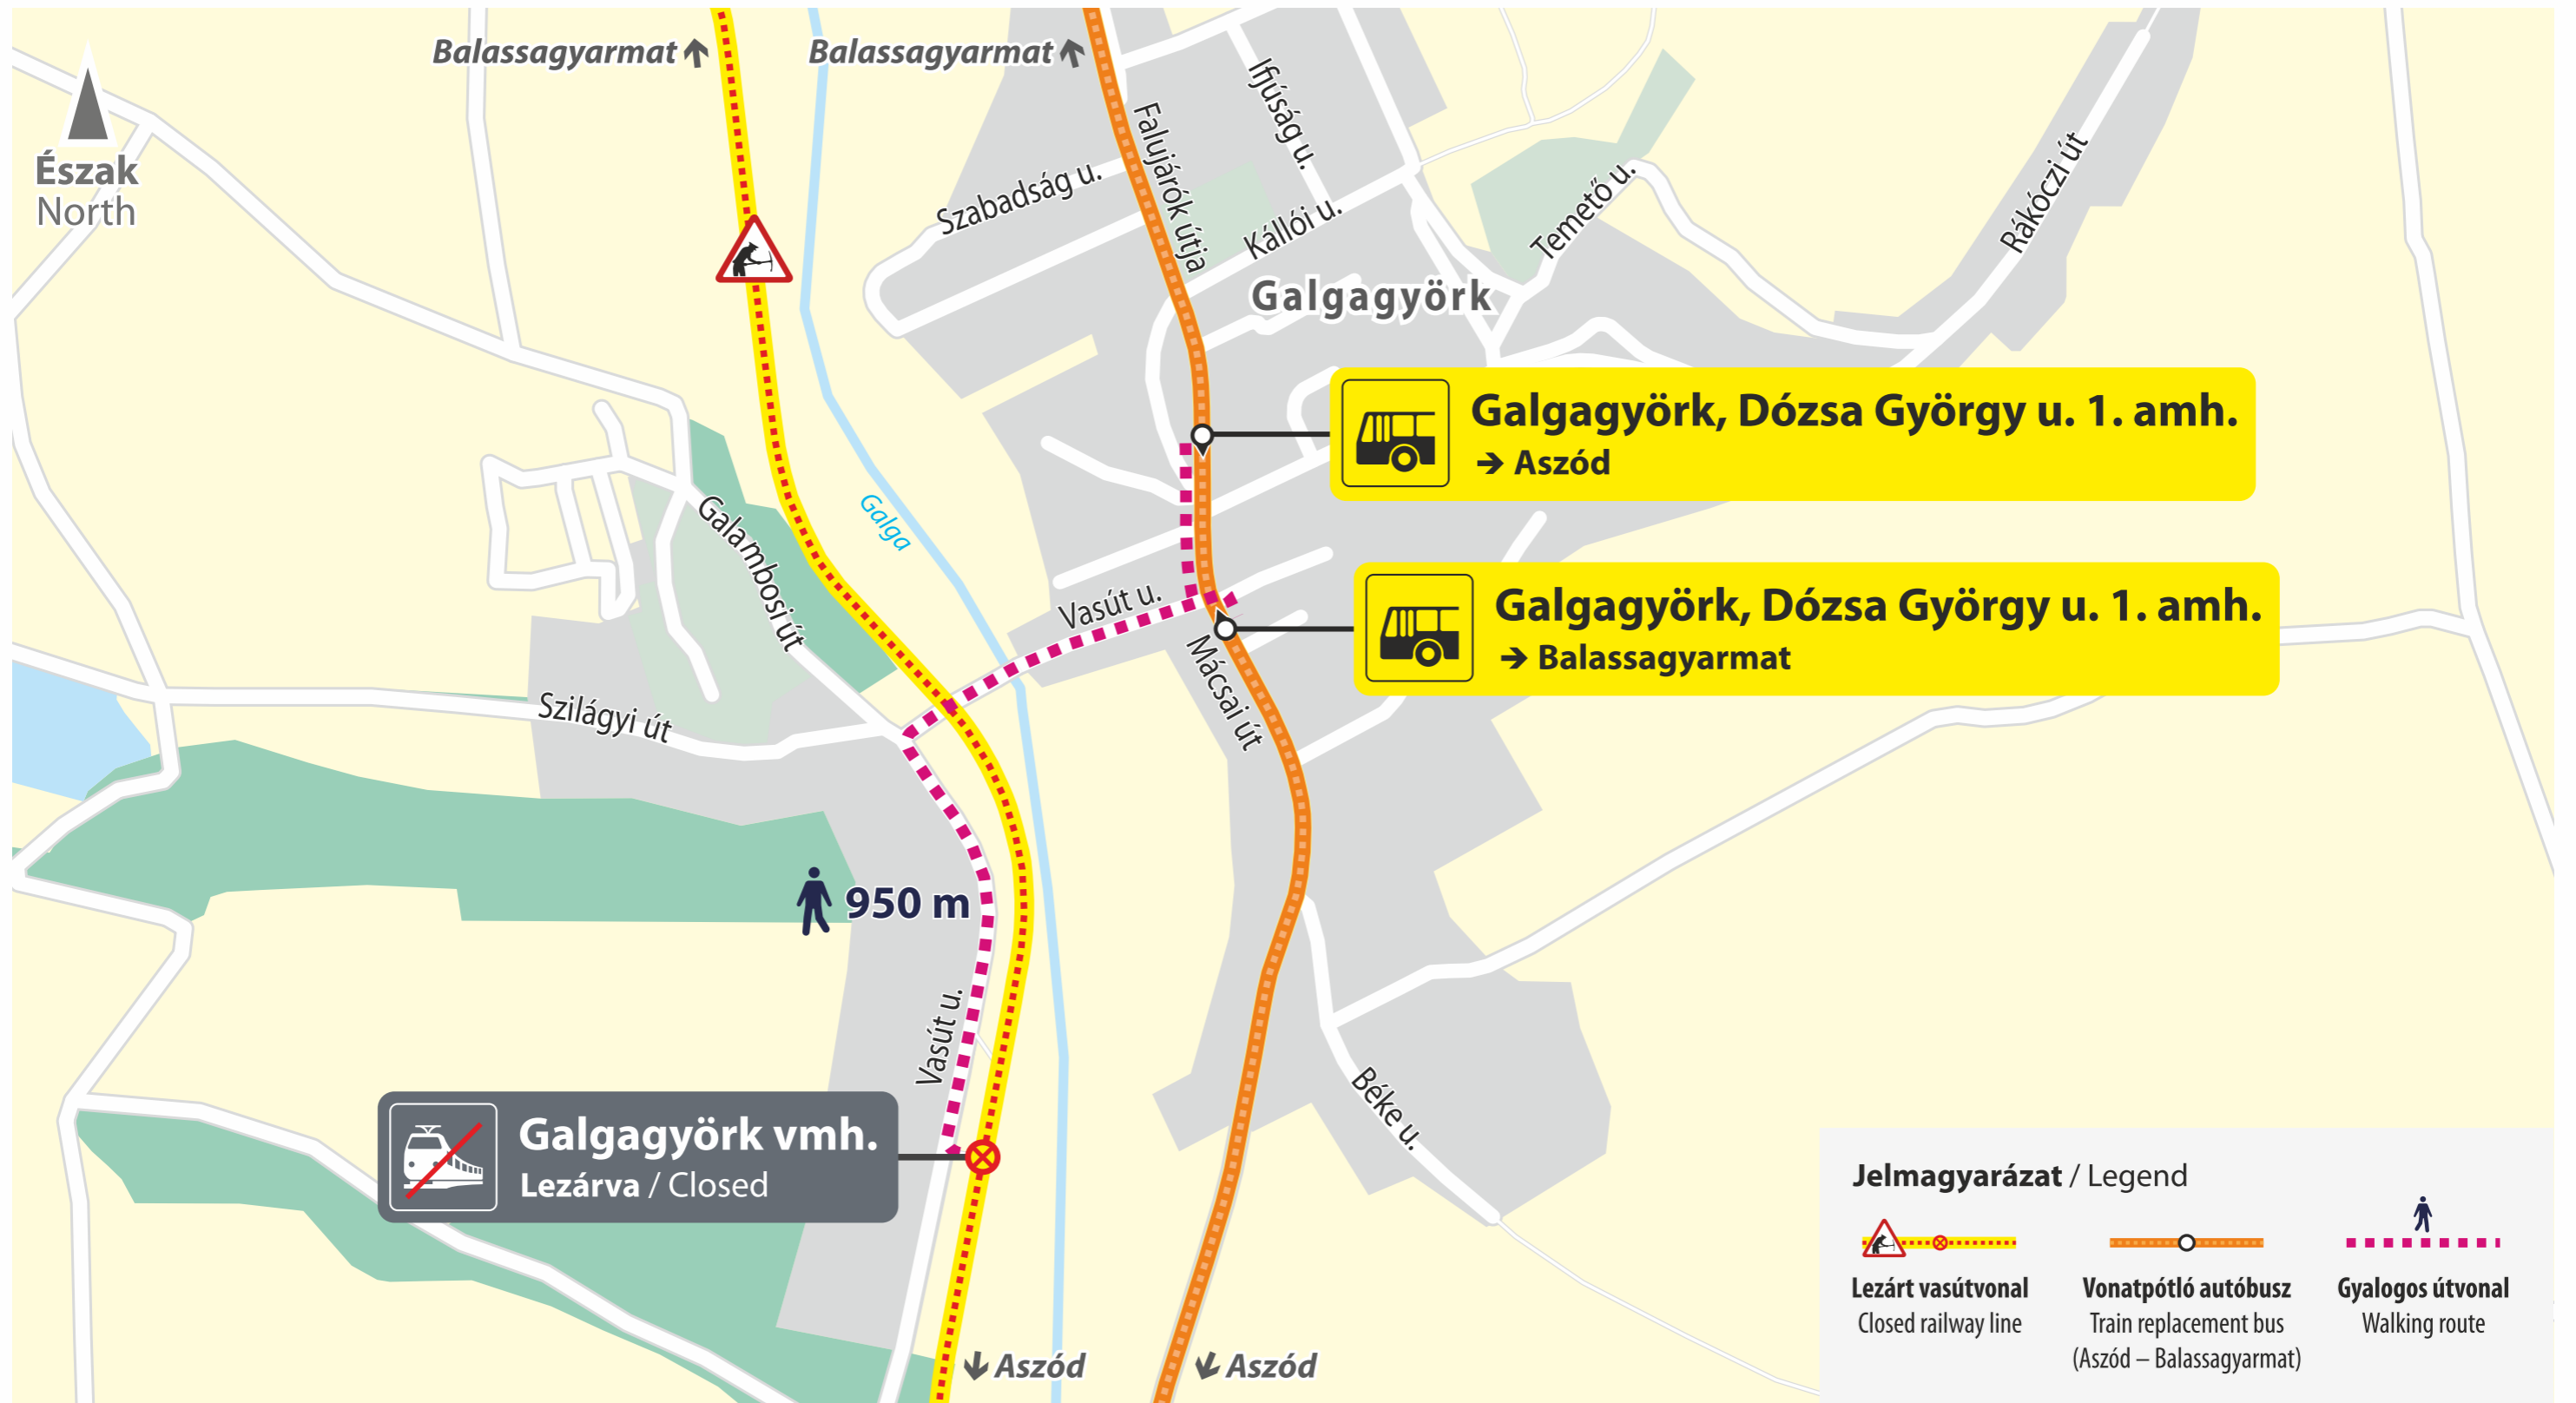 Balassagyarmat
Balassagyarmat
Észak
North
Falujárók útja
Ifjúság u.
Szabadság u.
Kállói u.
Temető u.
Rákóczi út
Galgagyörk
Galgagyörk, Dózsa György u. 1. amh.
→ Aszód
Galga
Galambosi út
Vasút u.
Galgagyörk, Dózsa György u. 1. amh.
→ Balassagyarmat
Mácsai út
Szilágyi út
950 m
Vasút u.
Béke u.
Galgagyörk vmh.
Lezárva / Closed
Aszód
Aszód
Jelmagyarázat / Legend
Lezárt vasútvonal
Closed railway line
Vonatpótló autóbusz
Train replacement bus
(Aszód – Balassagyarmat)
Gyalogos útvonal
Walking route